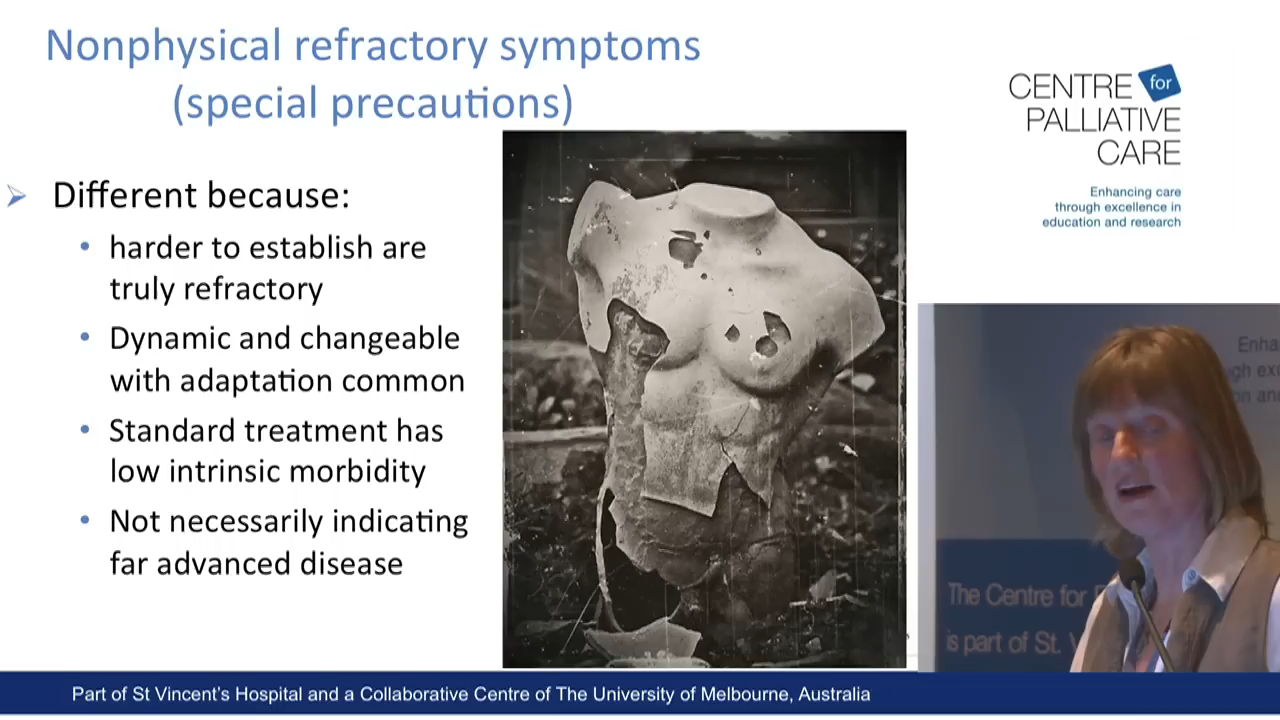 Nonphysical refractory symptoms
(special precautions)
CENTRE for
PALLIATIVE
CARE
Enhancing care
through excellence in
education and research
Different because:
harder to establish are
truly refractory
Dynamic and changeable
with adaptation common
Standard treatment has
low intrinsic morbidity
Not necessarily indicating
far advanced disease
The Centre for
is part of St.
Part of St Vincent's Hospital and a Collaborative Centre of The University of Melbourne, Australia